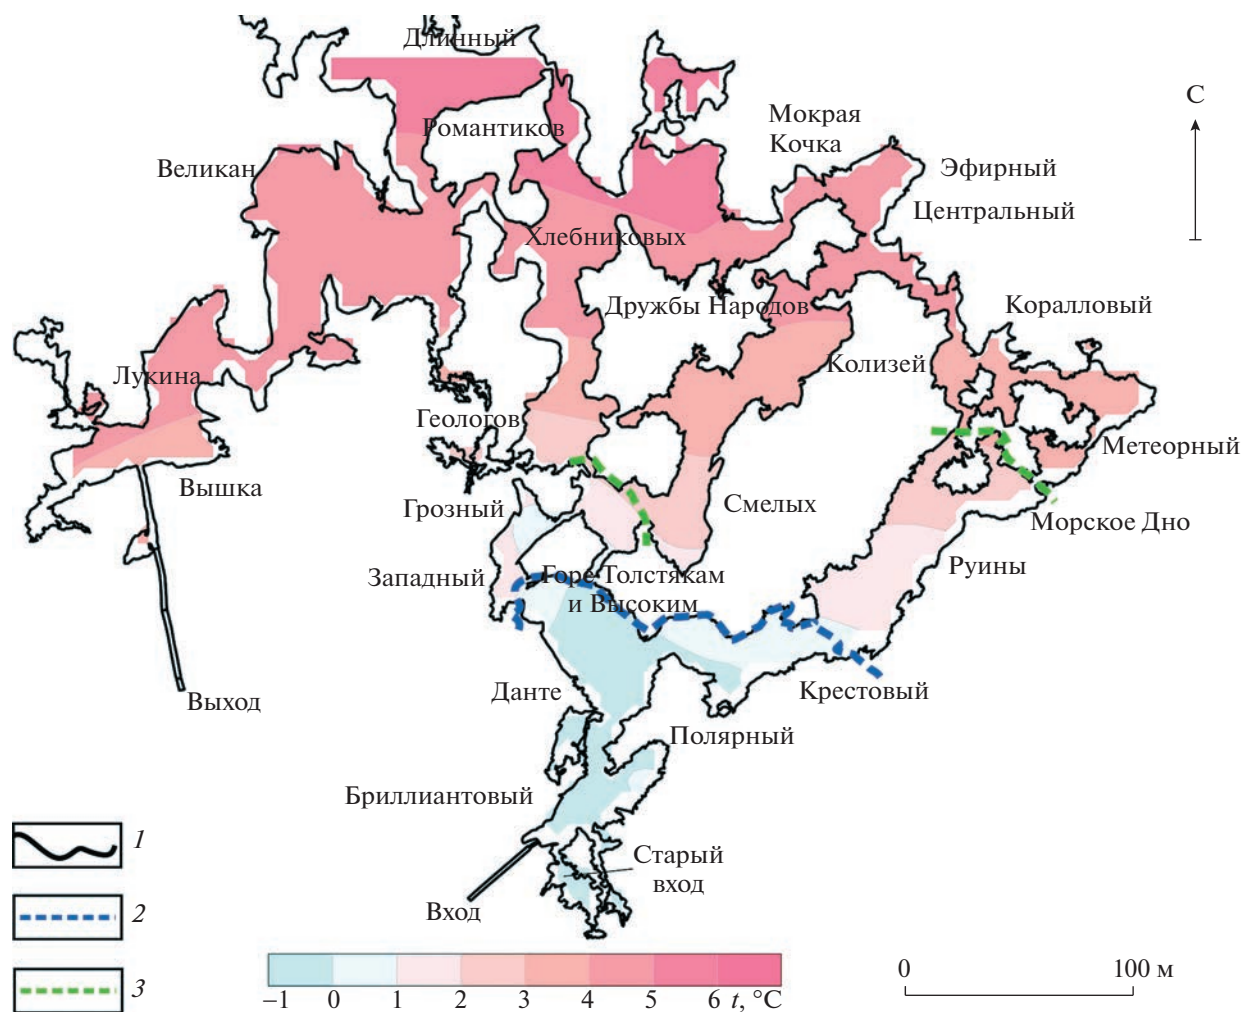 Длинный
С
Мокрая
Кочка
Романтиков
Великан
Эфирный
Центральный
Хлебниковых
Дружбы Народов
Коралловый
Колизей
Лукина
Геологов
Метеорный
Вышка
Грозный
Смелых
Морское Дно
Западный
Горе Толстякам
и Высоким
Руины
Выход
Данте
Крестовый
Полярный
Бриллиантовый
Старый
вход
Вход
1
2
3
−1 0 1 2 3 4 5 6 t, °C
0 100 м